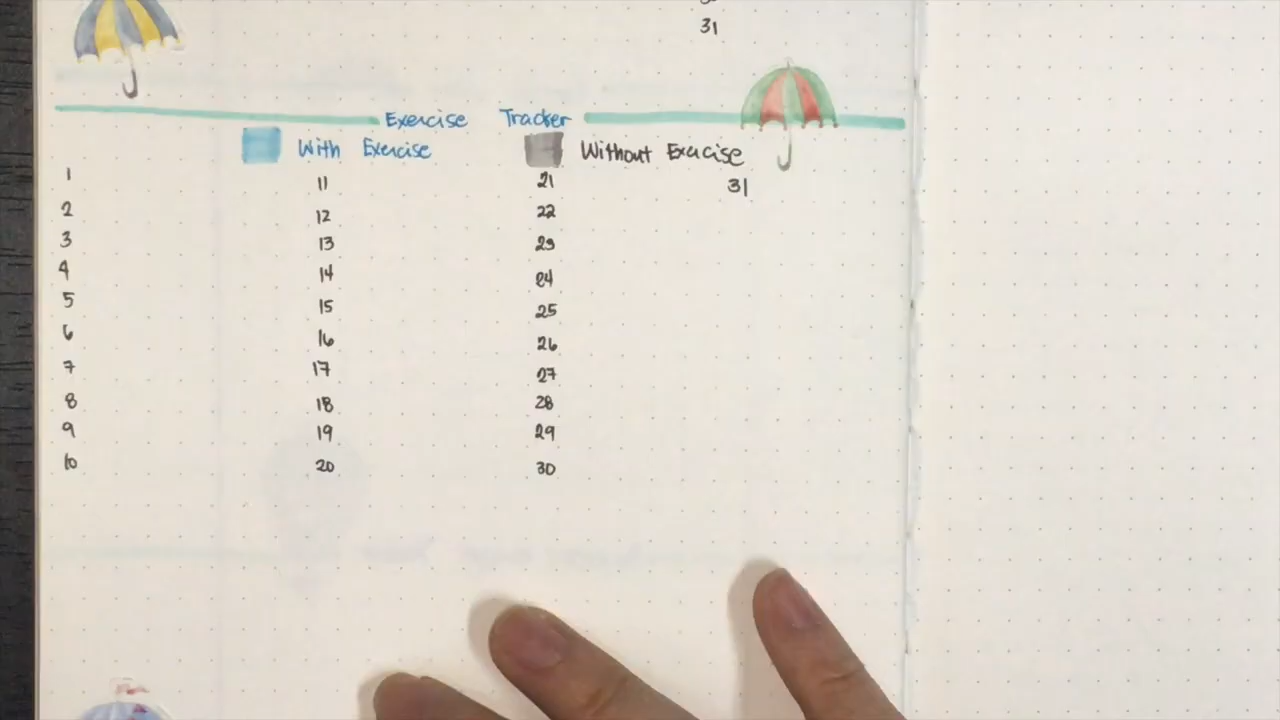 31
Exercise Tracker
With Exercise
Without Exercise
1 11 21 31
2 12 22
3 13 23
4 14 24
5 15 25
6 16 26
7 17 27
8 18 28
9 19 29
10 20 30